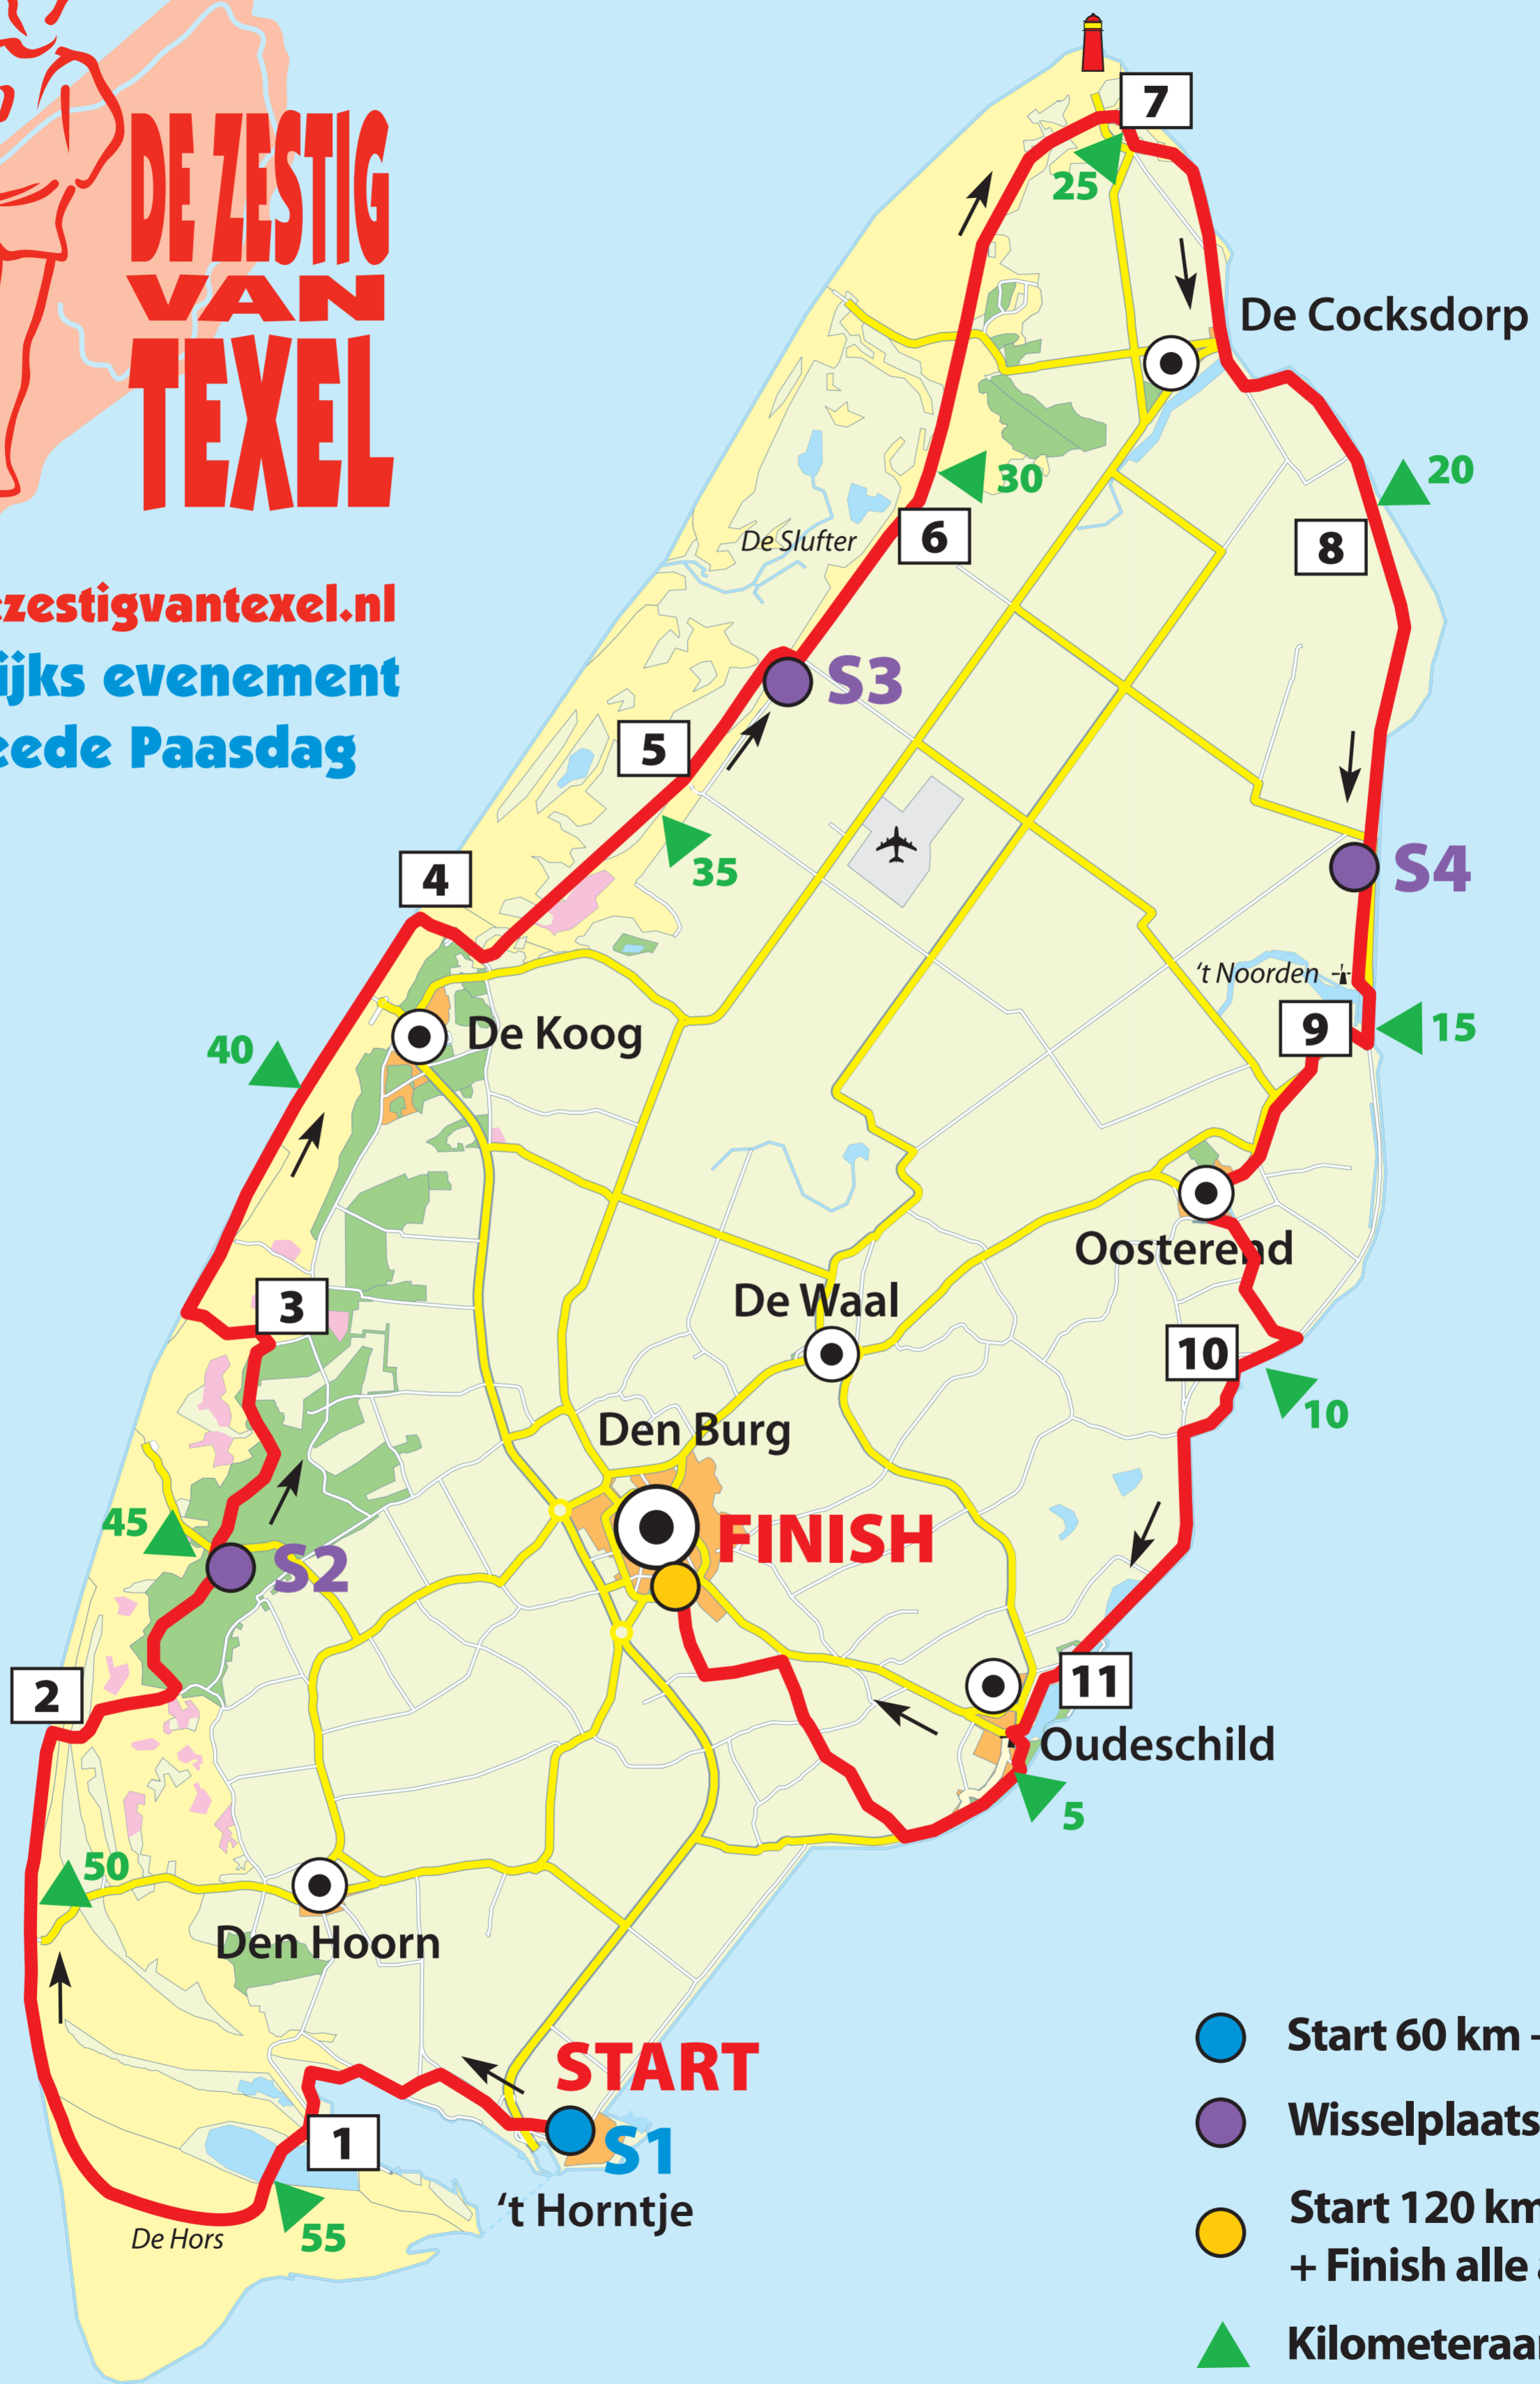 DE ZESTIG
VAN
TEXEL
zestigvantexel.nl
evenement
Paasdag
7
25
De Cocksdorp
20
30
8
6
De Slufter
S3
5
35
S4
4
't Noorden
9
15
De Koog
40
Oosterend
De Waal
3
10
10
Den Burg
45
FINISH
S2
2
11
Oudeschild
5
50
Den Hoorn
START
S1
1
't Horntje
De Hors
55
Start 60 km -
Wisselplaats
Start 120 km
+ Finish alle